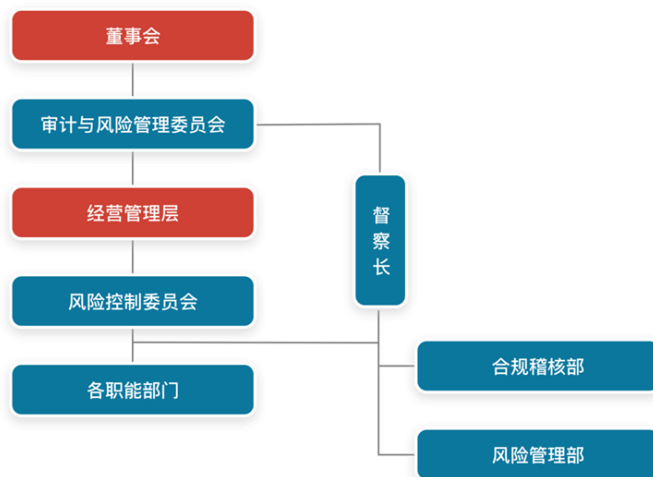 董事会
审计与风险管理委员会
经营管理层
督察长
风险控制委员会
各职能部门
合规稽核部
风险管理部